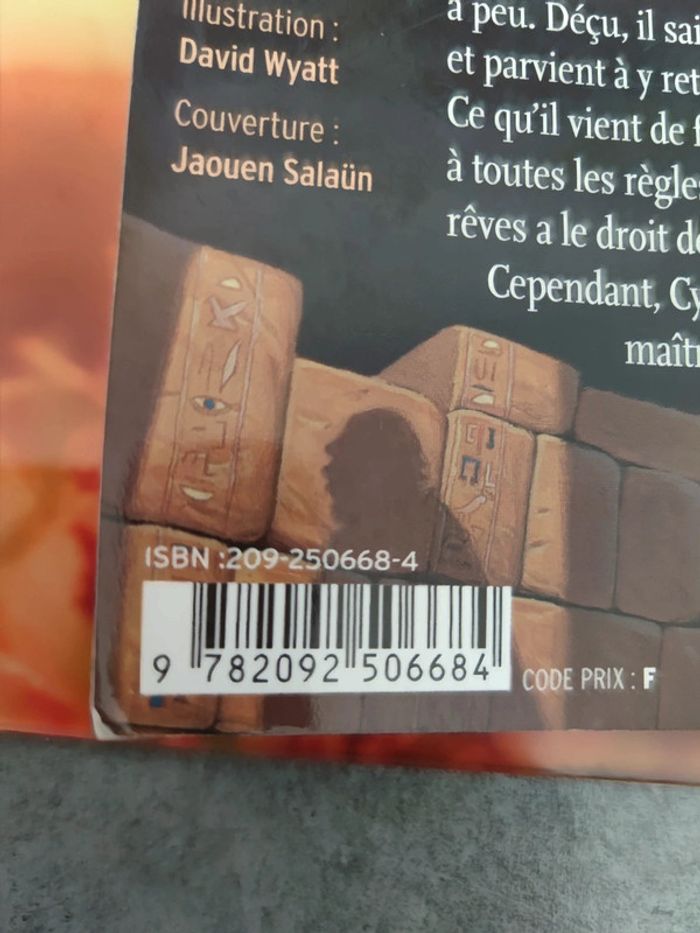 Illustration :
David Wyatt
Couverture :
Jaouen Salaün
à peu. Déçu, il
et parvient à y
Ce qu'il vient de
à toutes les
rêves a le droit
Cependant,
ISBN :209-250668-4
9 782092 506684
CODE PRIX : F